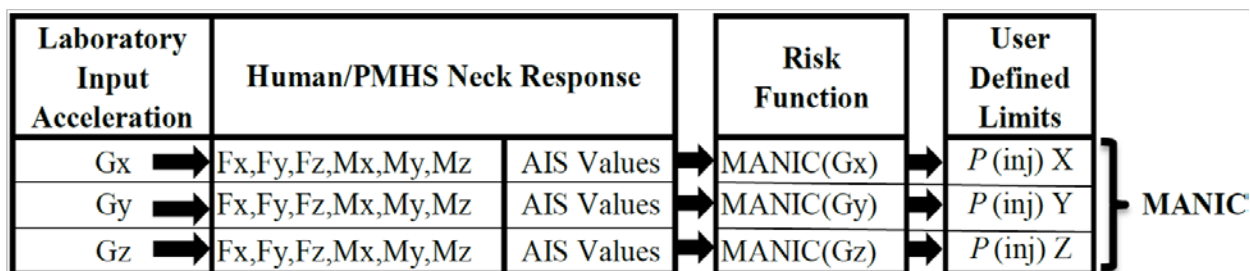 Laboratory Input Acceleration
Human/PMHS Neck Response
Risk Function
User Defined Limits
Gx Fx,Fy,Fz,Mx,My,Mz AIS Values MANIC(Gx) P (inj) X
Gy Fx,Fy,Fz,Mx,My,Mz AIS Values MANIC(Gy) P (inj) Y
Gz Fx,Fy,Fz,Mx,My,Mz AIS Values MANIC(Gz) P (inj) Z
MANIC